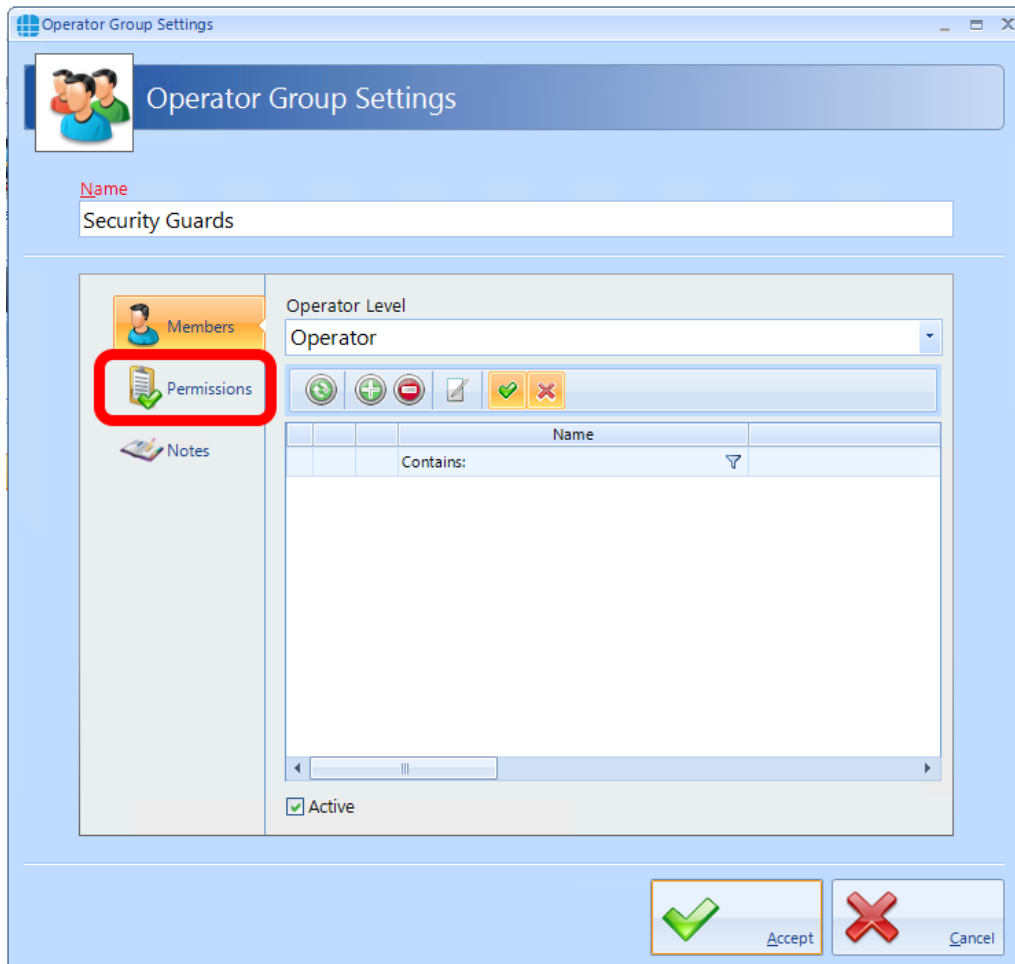 Operator Group Settings
Operator Group Settings
Name
Security Guards
Members
Permissions
Notes
Operator Level
Operator
Name
Contains:
Active
Accept
Cancel